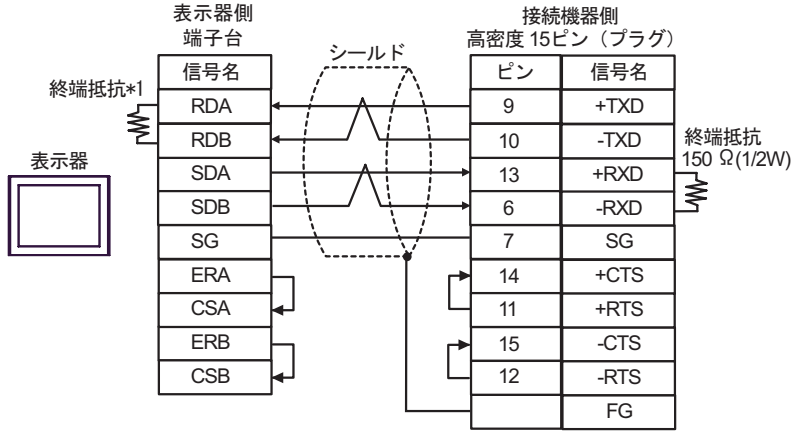 表示器側
端子台
接続機器側
高密度 15ピン（プラグ）
シールド
信号名
ピン 信号名
終端抵抗*1
RDA 9 +TXD
RDB 10 -TXD
終端抵抗
150 Ω(1/2W)
表示器
SDA 13 +RXD
SDB 6 -RXD
SG 7 SG
ERA 14 +CTS
CSA 11 +RTS
ERB 15 -CTS
CSB 12 -RTS
FG